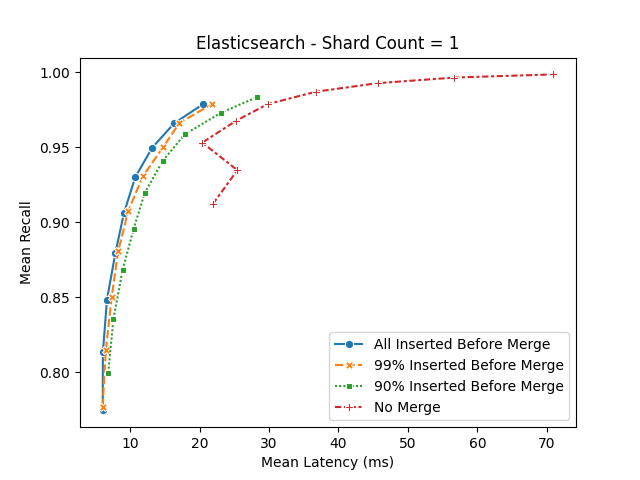 Elasticsearch - Shard Count = 1
1.00
0.95
0.90
0.85
0.80
Mean Recall
All Inserted Before Merge
99% Inserted Before Merge
90% Inserted Before Merge
No Merge
10 20 30 40 50 60 70
Mean Latency (ms)